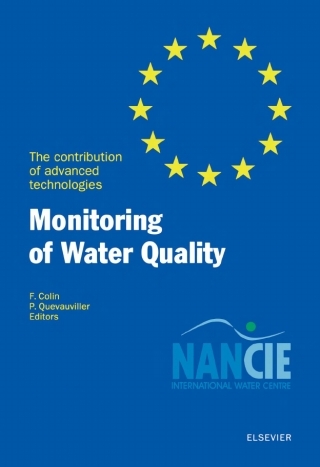 The contribution
of advanced
technologies
Monitoring
of Water Quality
F. Colin
P. Quevauviller
Editors
NANCIE
INTERNATIONAL WATER CENTRE
ELSEVIER